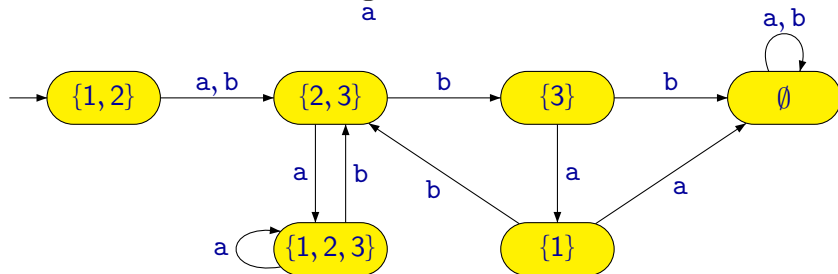 a
a, b
{1, 2} a, b {2, 3} b {3} b ∅
a b b a a
a {1, 2, 3} {1}